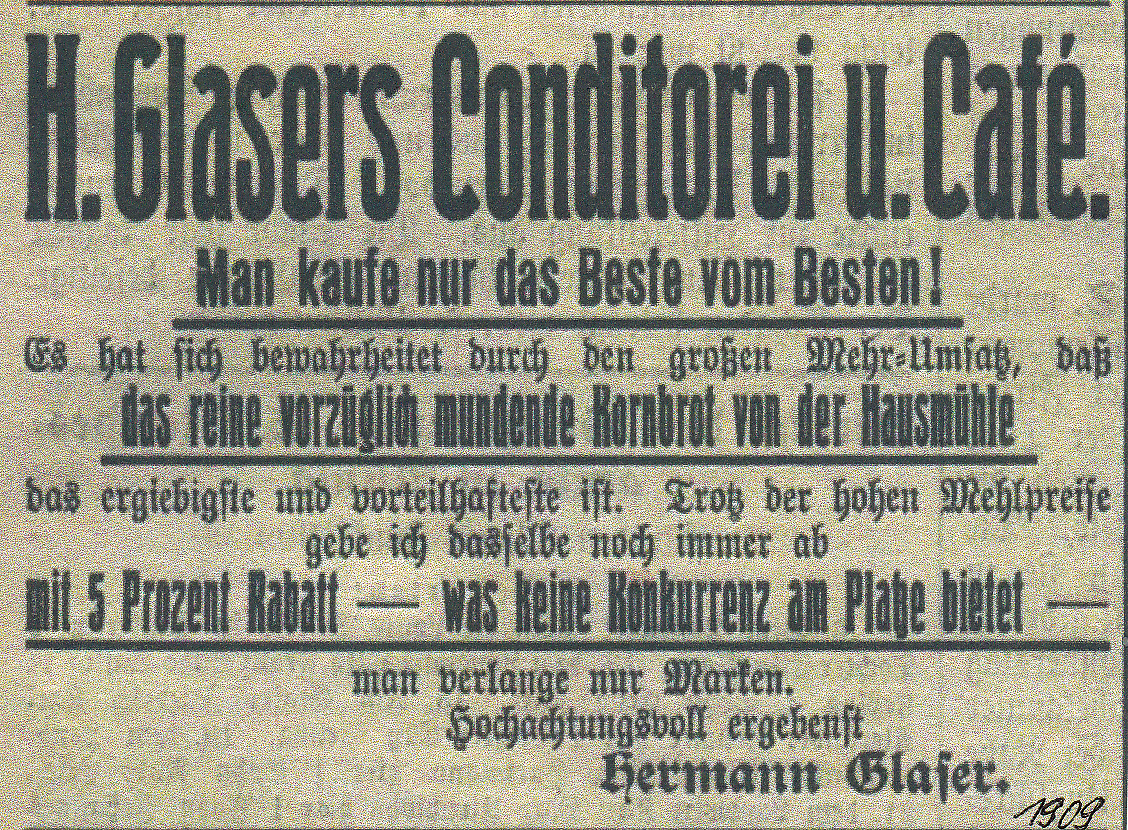 H. Glasers Conditorei u. Café.
Man kaufe nur das Beste vom Besten!
Es hat sich bewahrheitet durch den großen Mehr-Umsatz, daß
das reine vorzüglich mundende Kornbrot von der Hausmühle
das ergiebigste und vorteilhafteste ist. Trotz der hohen Mehlpreise
gebe ich dasselbe noch immer ab
mit 5 Prozent Rabatt — was keine Konkurrenz am Platze bietet —
man verlange nur Marken.
Hochachtungsvoll ergebenst
Hermann Glaser.
1909